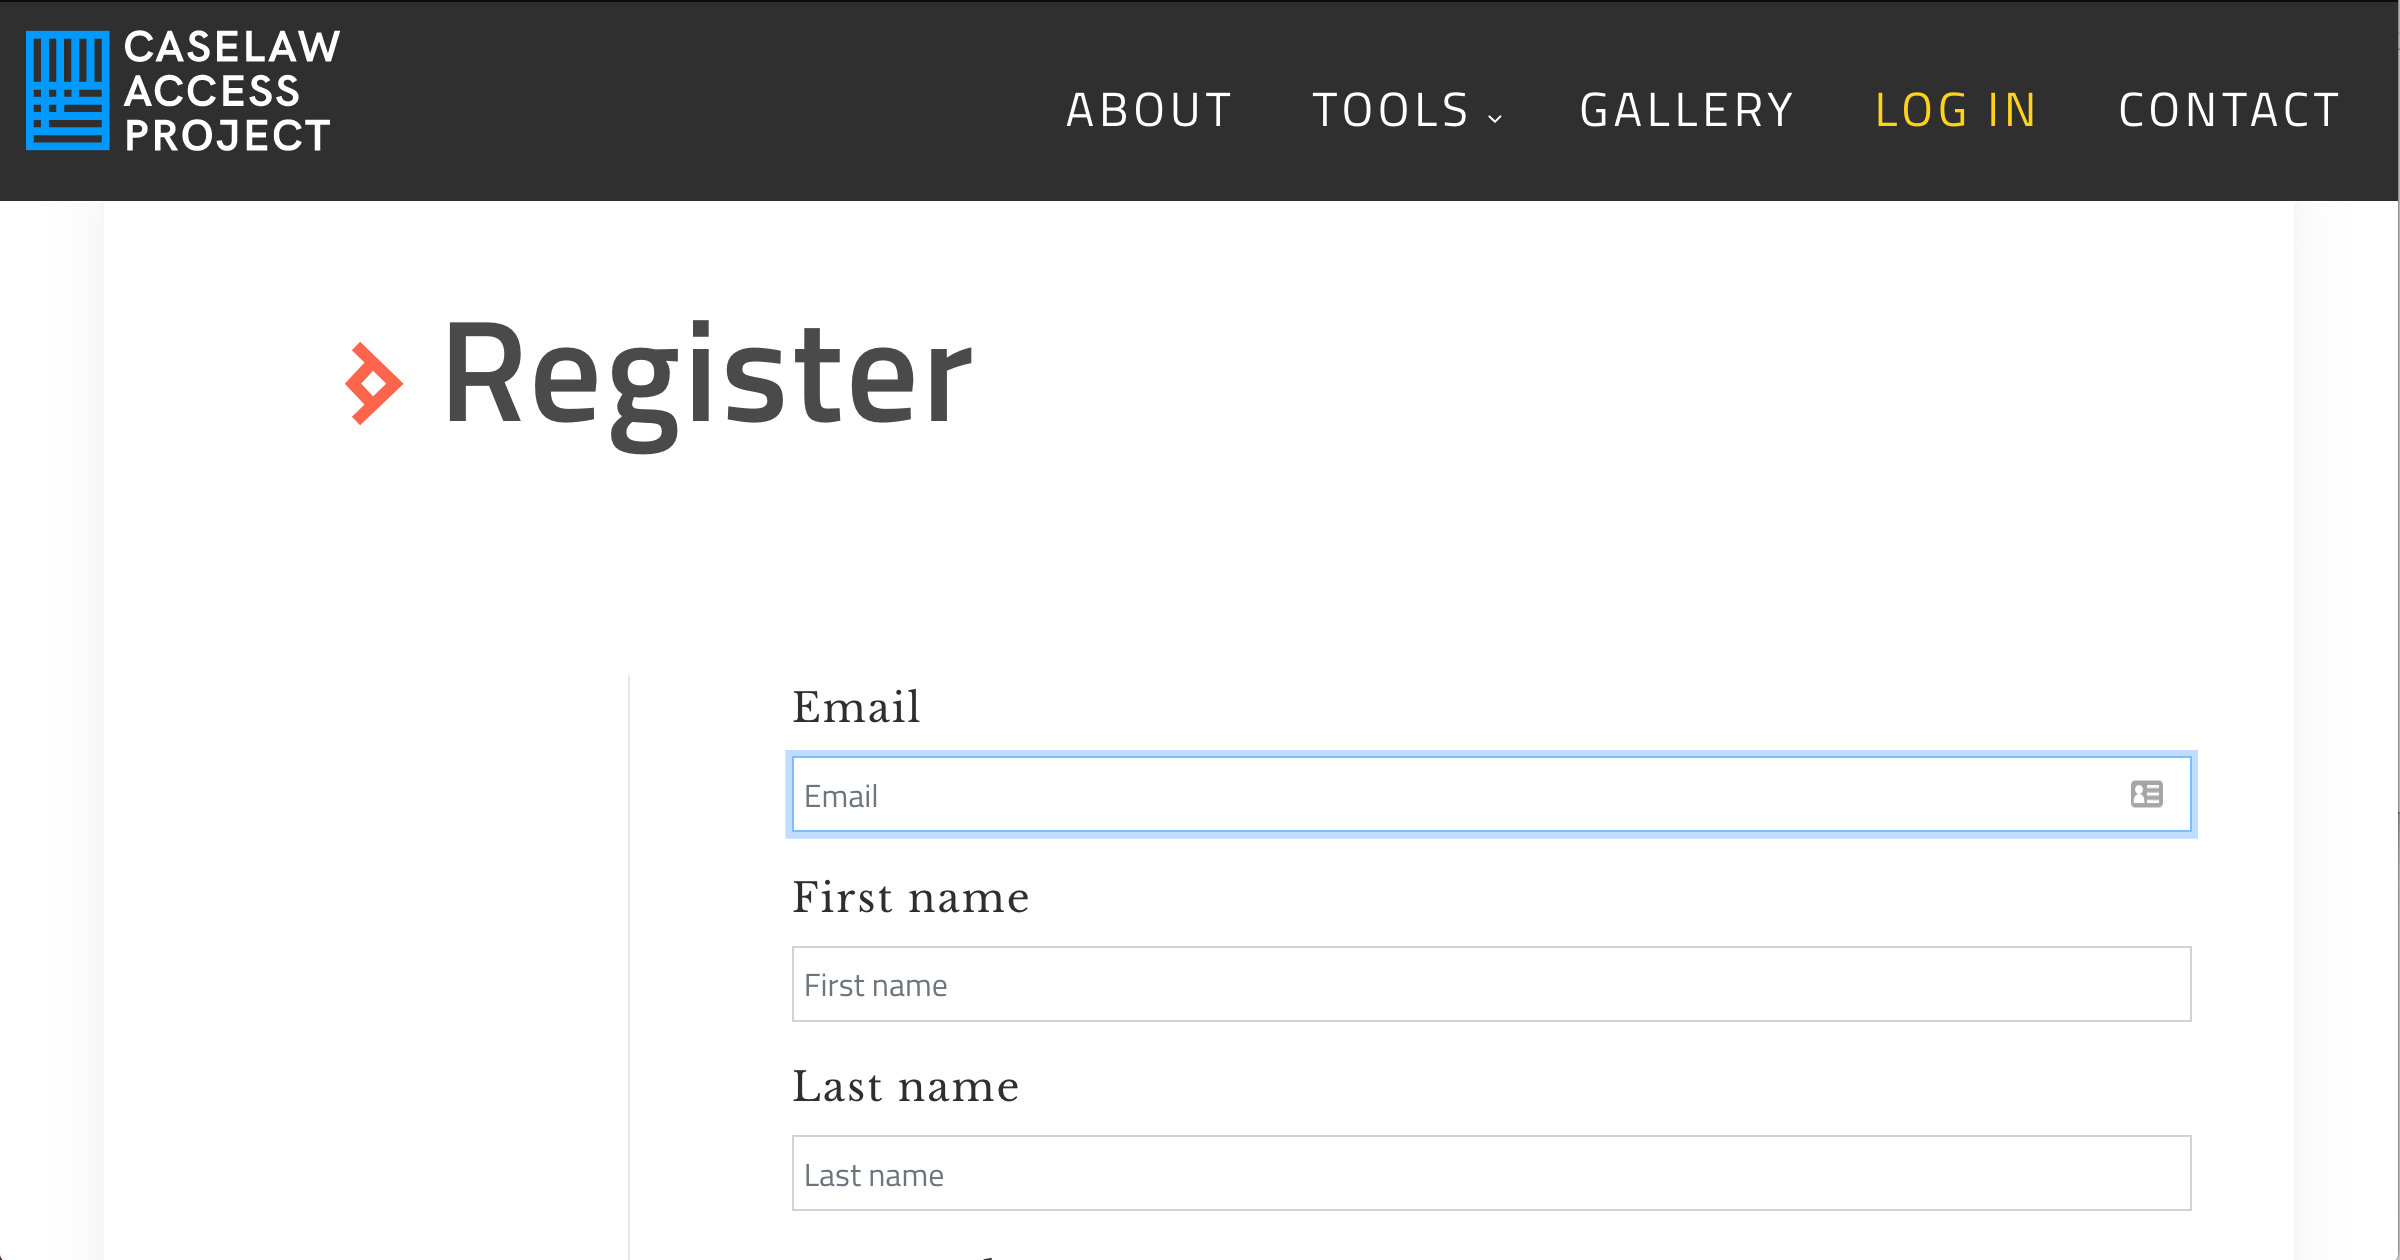 CASELAW
ACCESS
PROJECT
ABOUT TOOLS GALLERY LOG IN CONTACT
Register
Email
Email
First name
First name
Last name
Last name